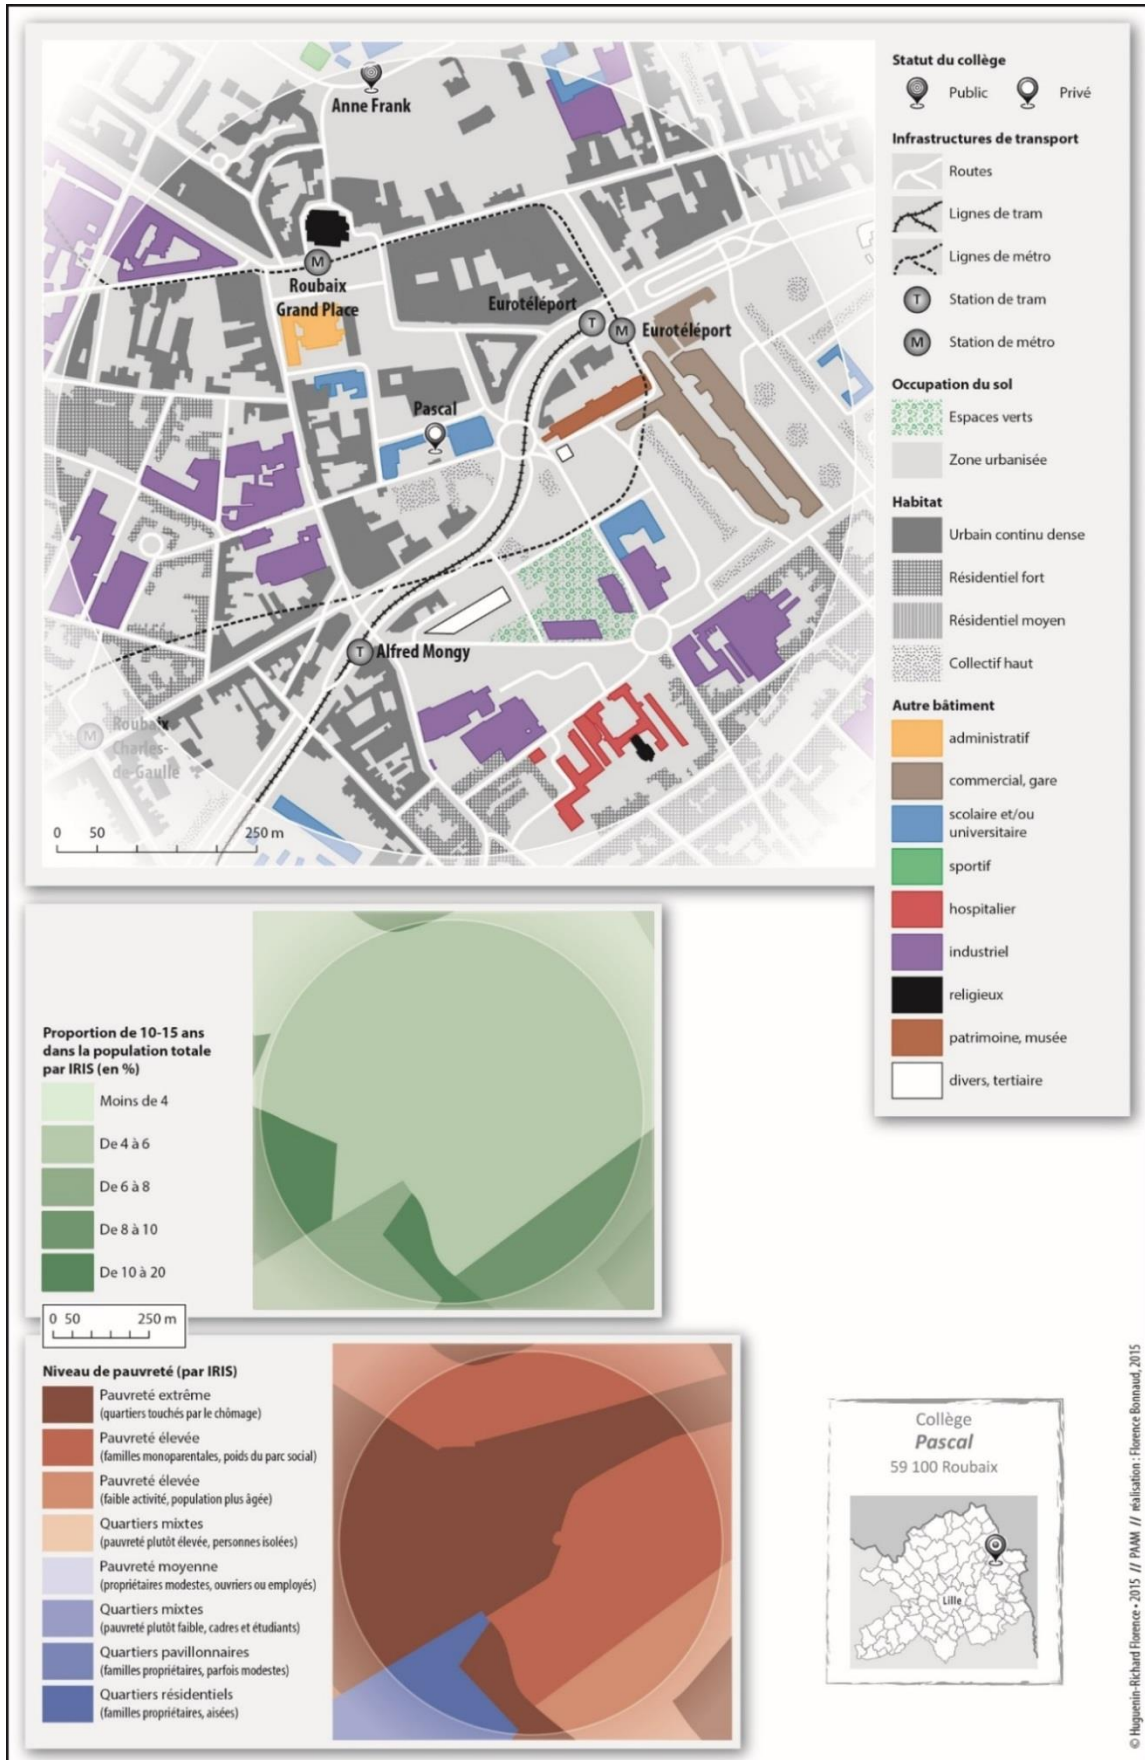 Anne Frank
M
Roubaix
Grand Place
Eurotéléport
T
M
Eurotéléport
Pascal
T
Alfred Mongy
M
Roubaix
Charles-
de-Gaulle
0 50 250 m
Statut du collège
Public
Privé
Infrastructures de transport
Routes
Lignes de tram
Lignes de métro
T
Station de tram
M
Station de métro
Occupation du sol
Espaces verts
Zone urbanisée
Habitat
Urbain continu dense
Résidentiel fort
Résidentiel moyen
Collectif haut
Autre bâtiment
administratif
commercial, gare
scolaire et/ou
universitaire
sportif
hospitalier
industriel
religieux
patrimoine, musée
divers, tertiaire
Proportion de 10-15 ans
dans la population totale
par IRIS (en %)
Moins de 4
De 4 à 6
De 6 à 8
De 8 à 10
De 10 à 20
0 50 250 m
Niveau de pauvreté (par IRIS)
Pauvreté extrême
(quartiers touchés par le chômage)
Pauvreté élevée
(familles monoparentales, poids du parc social)
Pauvreté élevée
(faible activité, population plus âgée)
Quartiers mixtes
(pauvreté plutôt élevée, personnes isolées)
Pauvreté moyenne
(propriétaires modestes, ouvriers ou employés)
Quartiers mixtes
(pauvreté plutôt faible, cadres et étudiants)
Quartiers pavillonnaires
(familles propriétaires, parfois modestes)
Quartiers résidentiels
(familles propriétaires, aisées)
Collège
Pascal
59 100 Roubaix
Lille
© Huguenin-Richard Florence • 2015 // PAAM // réalisation : Florence Bonnaud, 2015